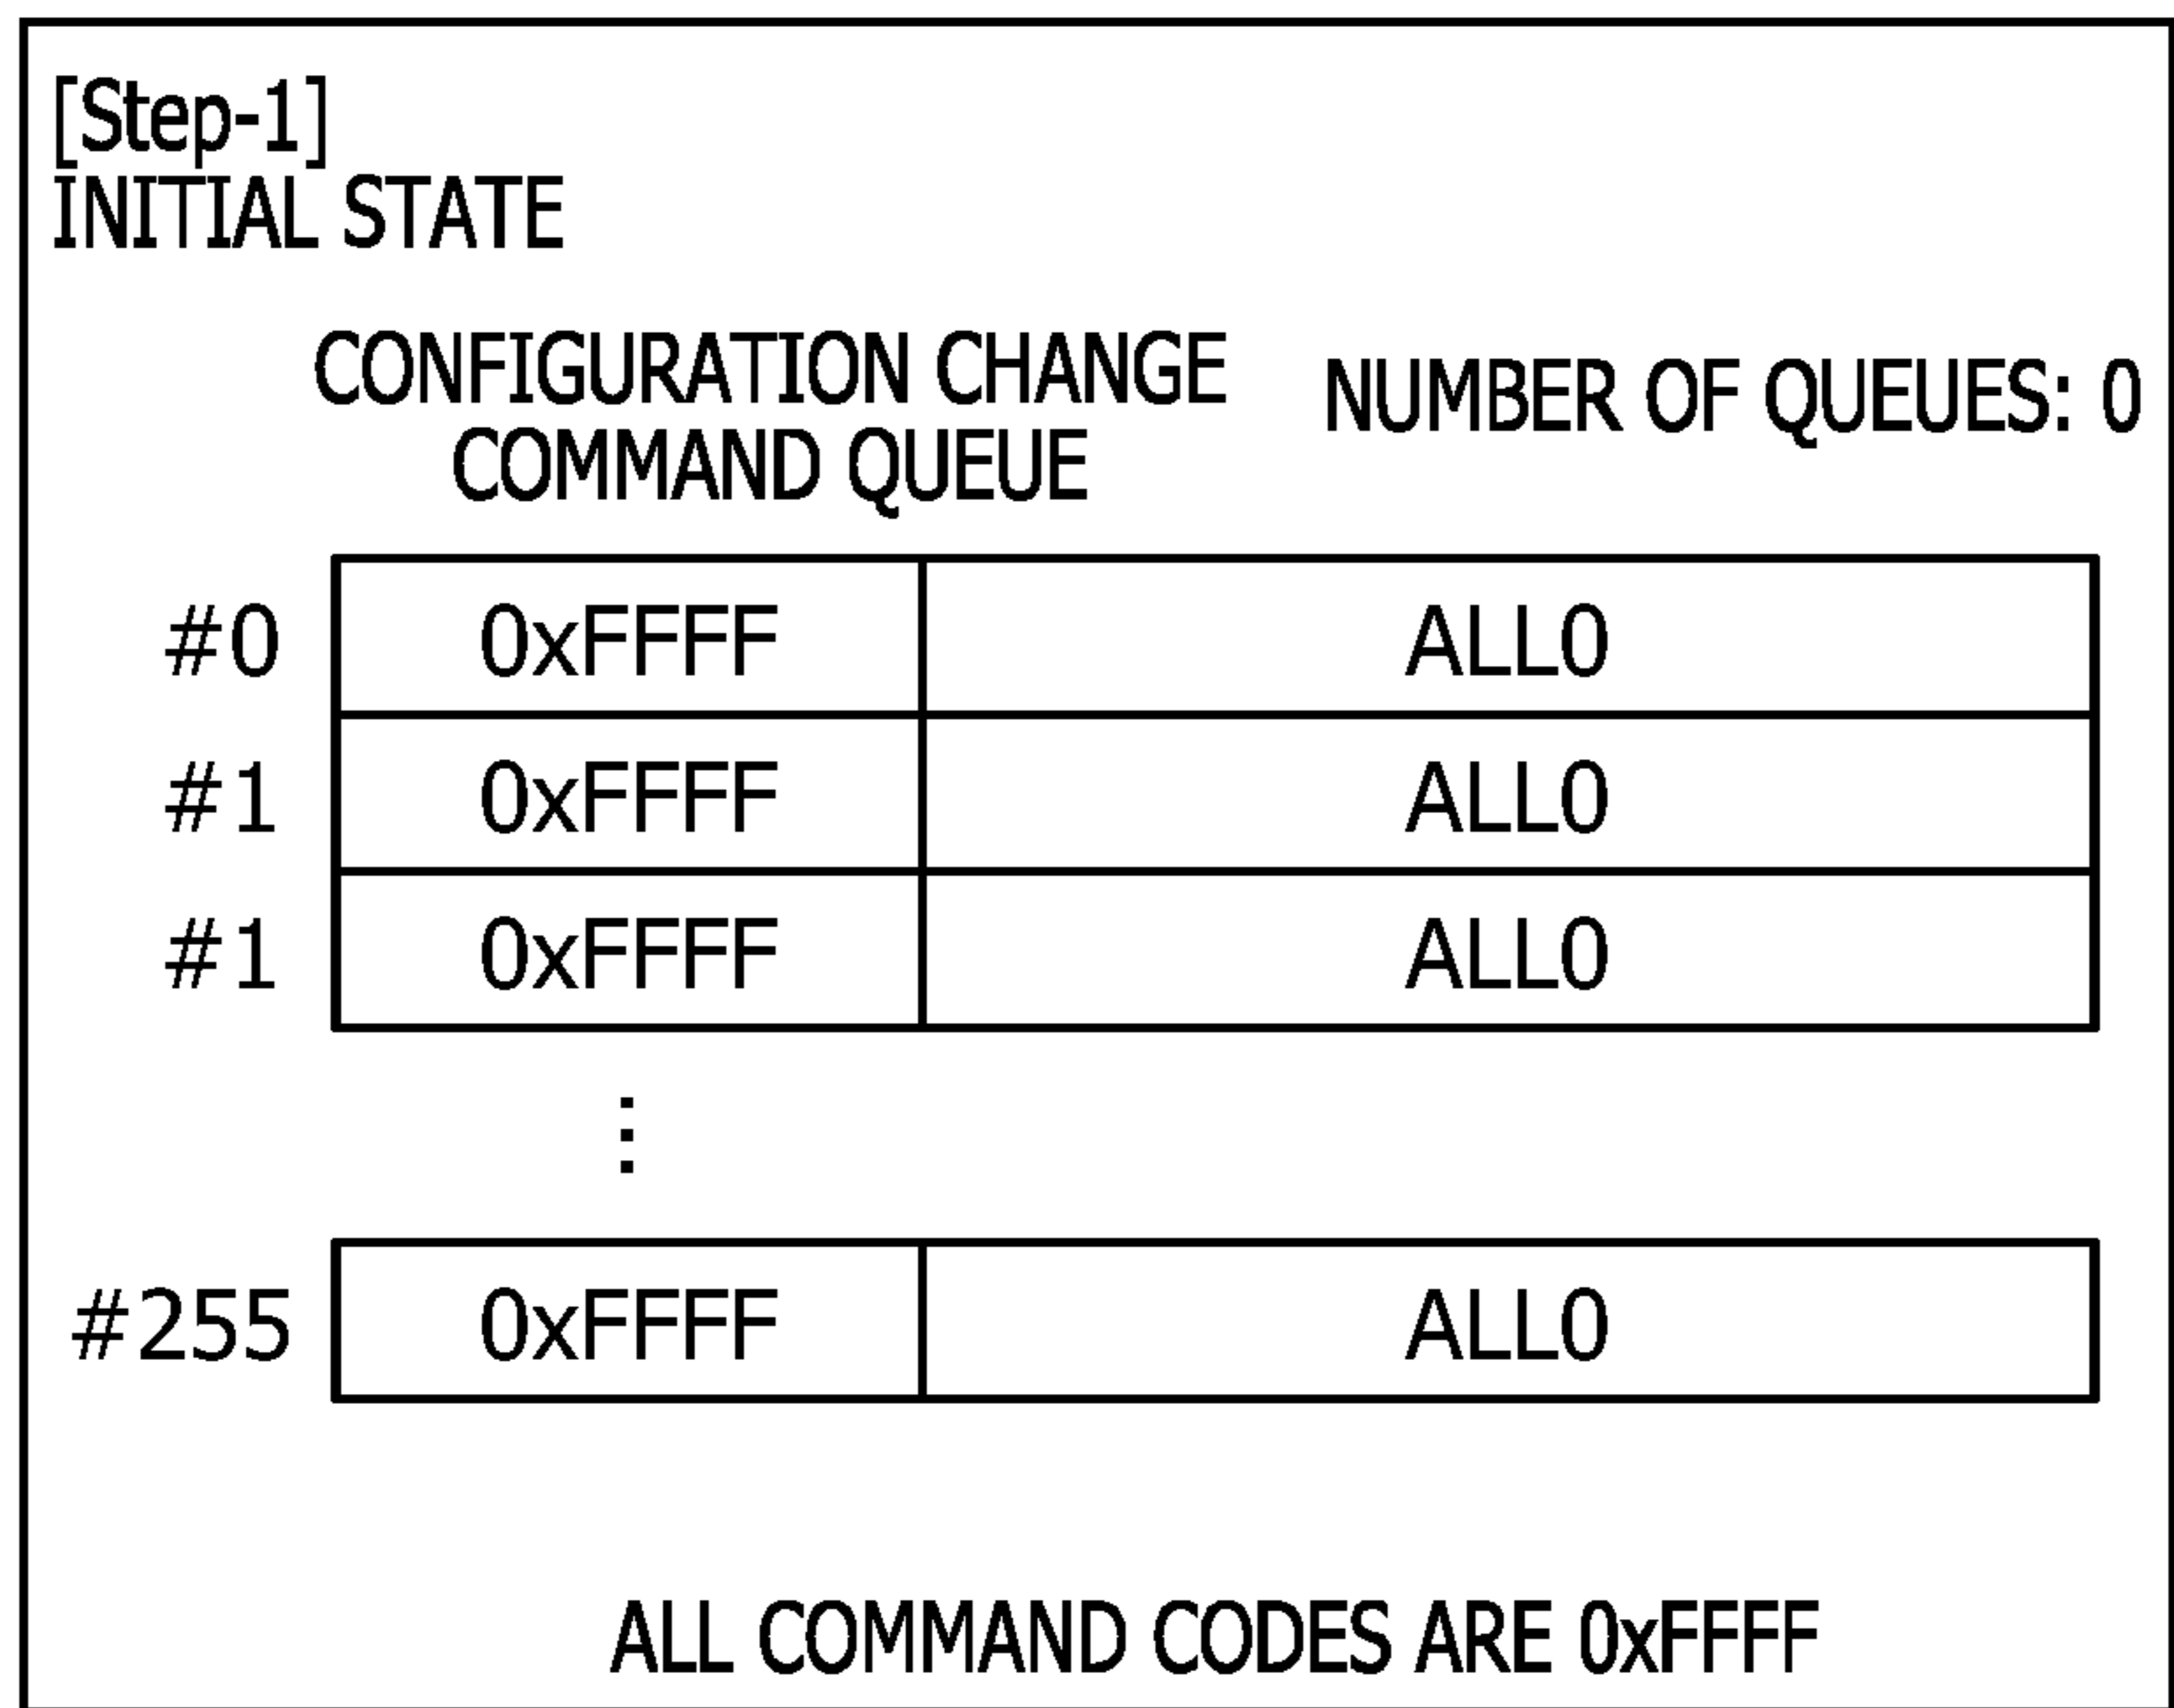 [Step-1]
INITIAL STATE
CONFIGURATION CHANGE
COMMAND QUEUE
NUMBER OF QUEUES: 0
#0 0xFFFF ALL0
#1 0xFFFF ALL0
#1 0xFFFF ALL0
#255 0xFFFF ALL0
ALL COMMAND CODES ARE 0xFFFF